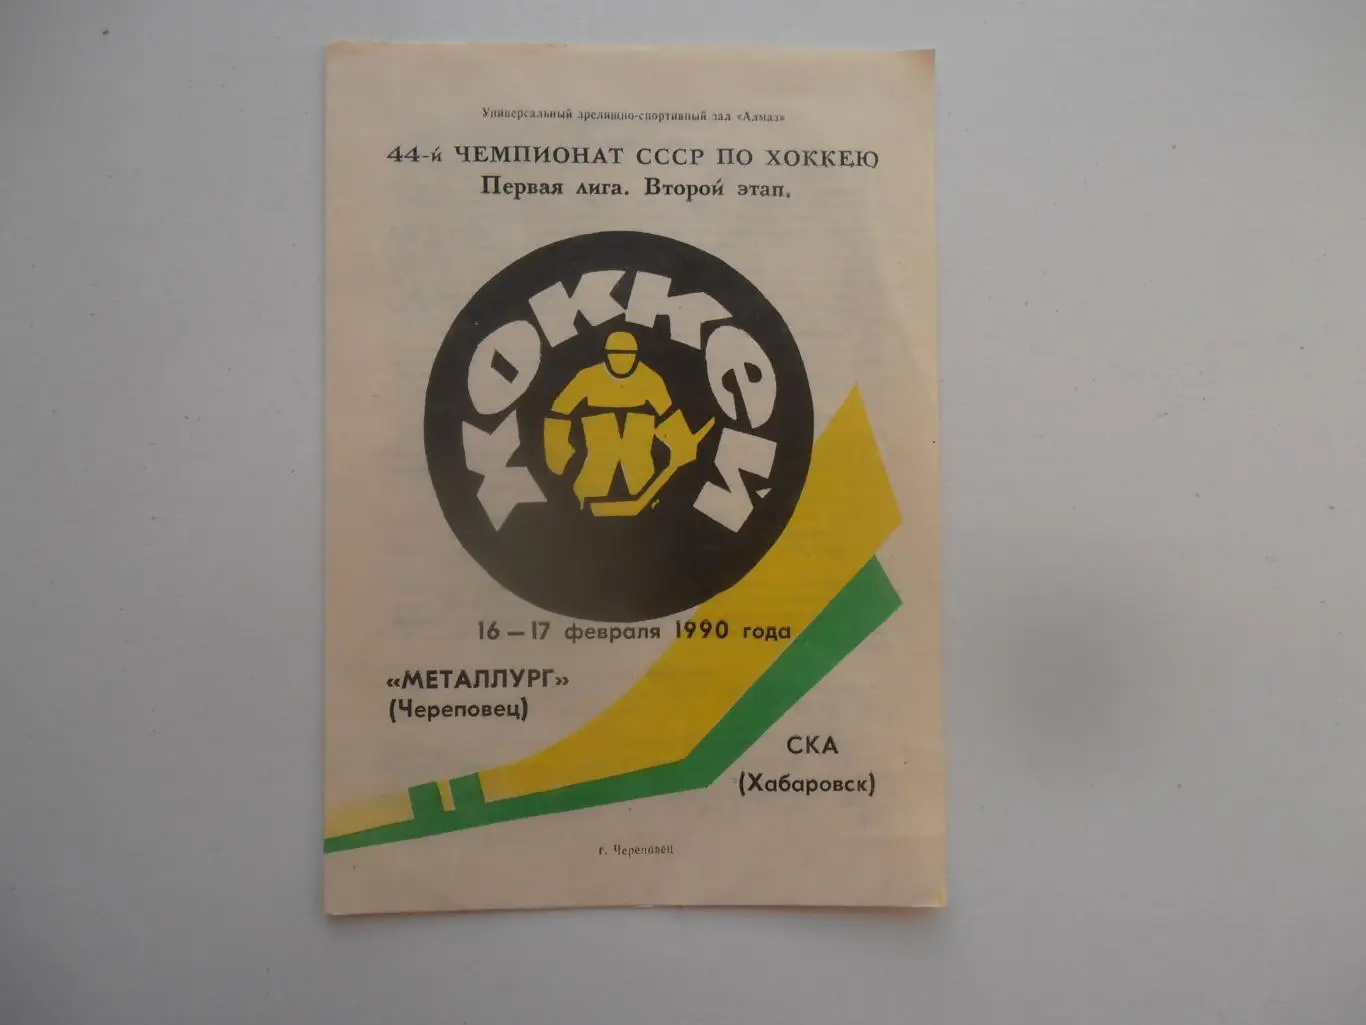 Универсальный зрелищно-спортивный зал «Алмаз»
44-й ЧЕМПИОНАТ СССР ПО ХОККЕЮ
Первая лига. Второй этап.
ХОККЕЙ
16—17 февраля 1990 года
«МЕТАЛЛУРГ»
(Череповец)
СКА
(Хабаровск)
г. Череповец